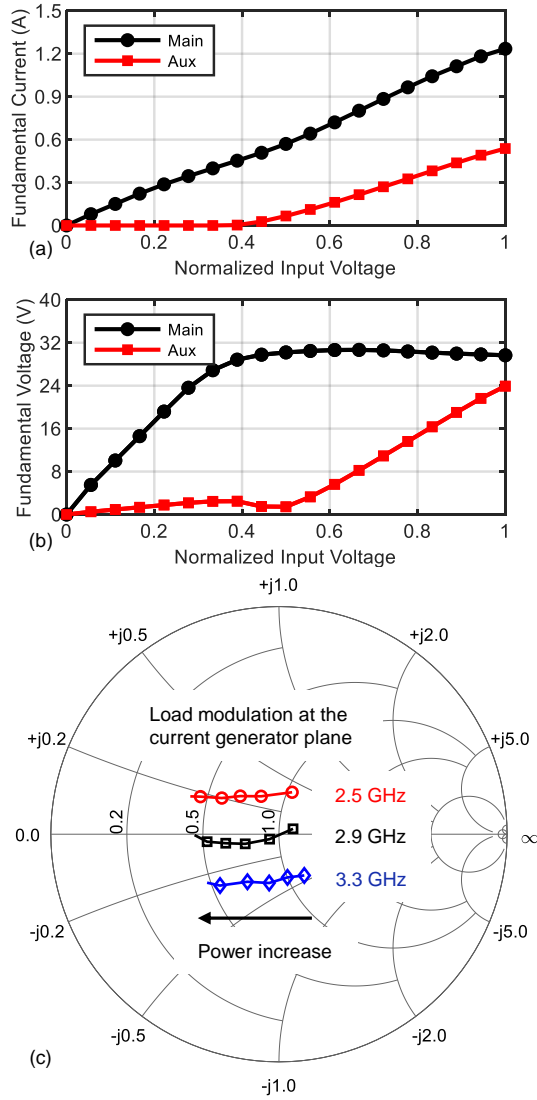 1.5
1.2
0.9
0.6
0.3
0
Fundamental Current (A)
Main
Aux
0 0.2 0.4 0.6 0.8 1
(a)
Normalized Input Voltage
40
32
24
16
8
0
Fundamental Voltage (V)
Main
Aux
0 0.2 0.4 0.6 0.8 1
(b)
Normalized Input Voltage
+j1.0
+j0.5 +j2.0
Load modulation at the
current generator plane
+j0.2 +j5.0
2.5 GHz
0.0 0.2 0.5 1.0 2.9 GHz ∞
3.3 GHz
-j0.2 -j5.0
Power increase
-j0.5 -j2.0
(c)
-j1.0